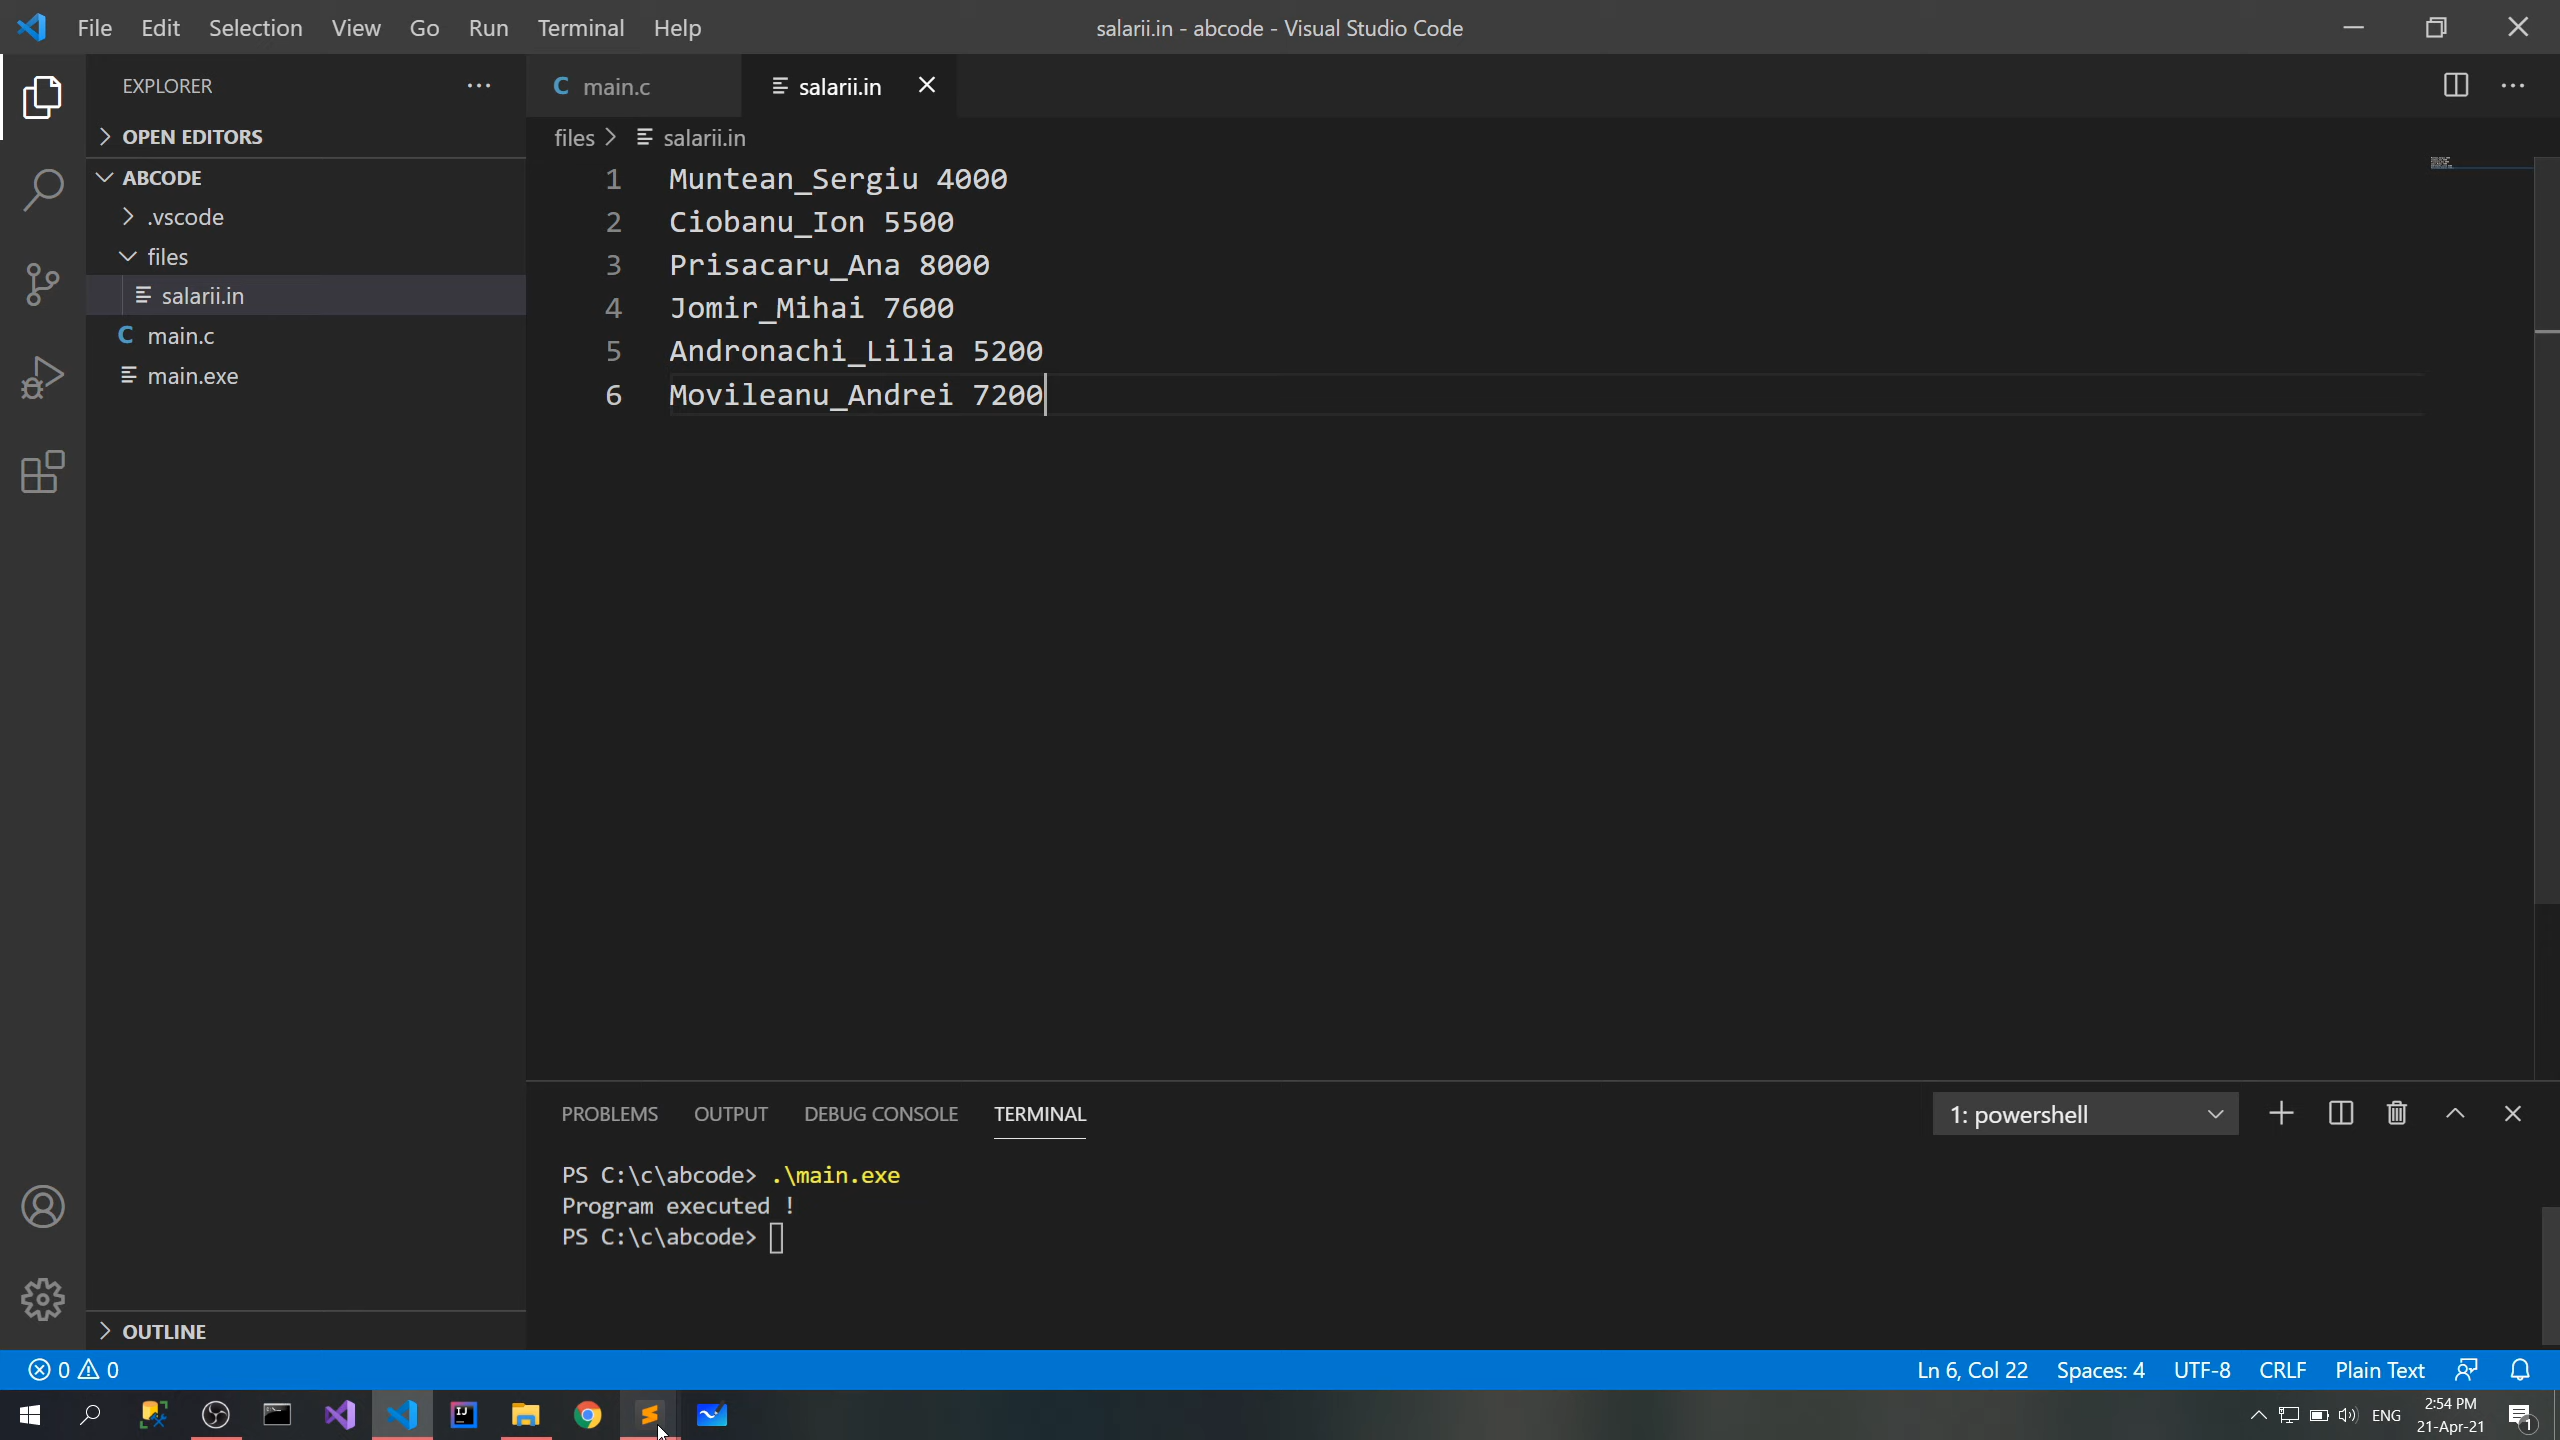 File Edit Selection View Go Run Terminal Help
salarii.in - abcode - Visual Studio Code
EXPLORER
OPEN EDITORS
ABCODE
.vscode
files
salarii.in
main.c
main.exe
OUTLINE
C main.c
salarii.in
files > salarii.in
1 Muntean_Sergiu 4000
2 Ciobanu_Ion 5500
3 Prisacaru_Ana 8000
4 Jomir_Mihai 7600
5 Andronachi_Lilia 5200
6 Movileanu_Andrei 7200
PROBLEMS OUTPUT DEBUG CONSOLE TERMINAL
1: powershell
PS C:\c\abcode> .\main.exe
Program executed !
PS C:\c\abcode>
0 0
Ln 6, Col 22 Spaces: 4 UTF-8 CRLF Plain Text
IJ
ENG
2:54 PM
21-Apr-21
1